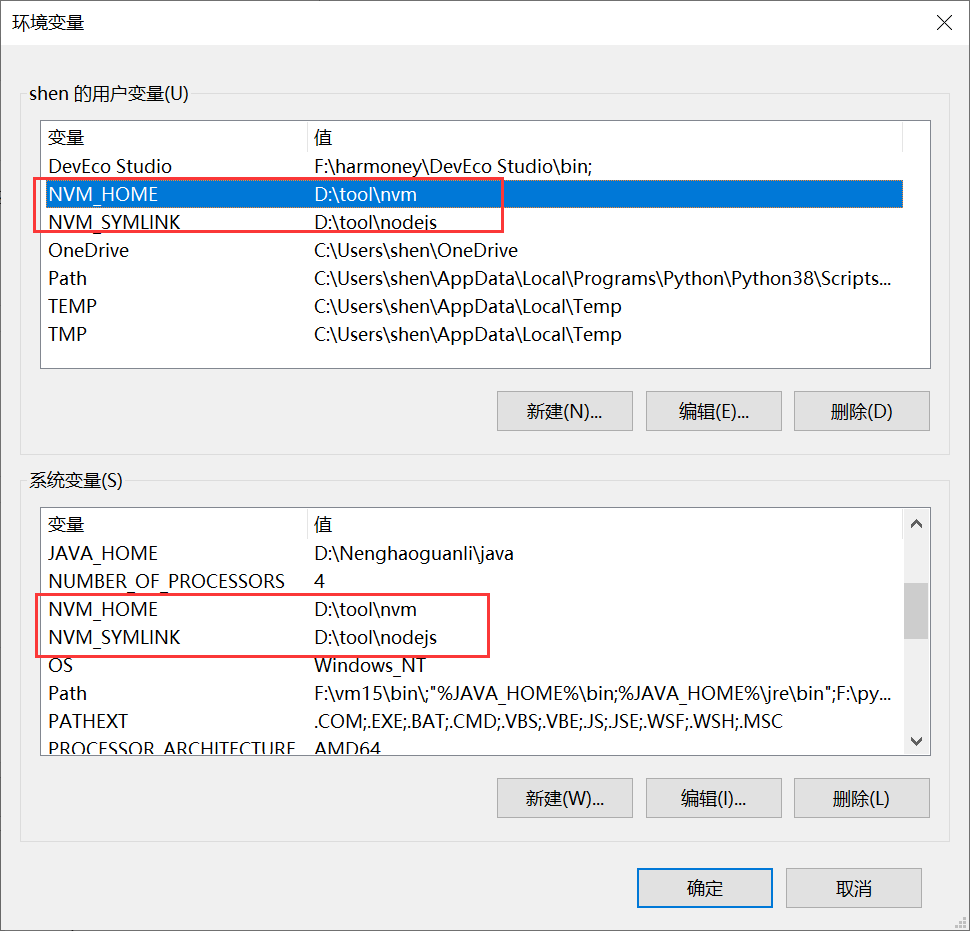 环境变量
shen 的用户变量(U)
变量 值
DevEco Studio F:\harmoney\DevEco Studio\bin;
NVM_HOME D:\tool\nvm
NVM_SYMLINK D:\tool\nodejs
OneDrive C:\Users\shen\OneDrive
Path C:\Users\shen\AppData\Local\Programs\Python\Python38\Scripts...
TEMP C:\Users\shen\AppData\Local\Temp
TMP C:\Users\shen\AppData\Local\Temp
新建(N)... 编辑(E)... 删除(D)
系统变量(S)
变量 值
JAVA_HOME D:\Nenghaoguanli\java
NUMBER_OF_PROCESSORS 4
NVM_HOME D:\tool\nvm
NVM_SYMLINK D:\tool\nodejs
OS Windows_NT
Path F:\vm15\bin\;"%JAVA_HOME%\bin;%JAVA_HOME%\jre\bin";F:\py...
PATHEXT .COM;.EXE;.BAT;.CMD;.VBS;.VBE;.JS;.JSE;.WSF;.WSH;.MSC
PROCESSOR_ARCHITECTURE AMD64
新建(W)... 编辑(I)... 删除(L)
确定 取消